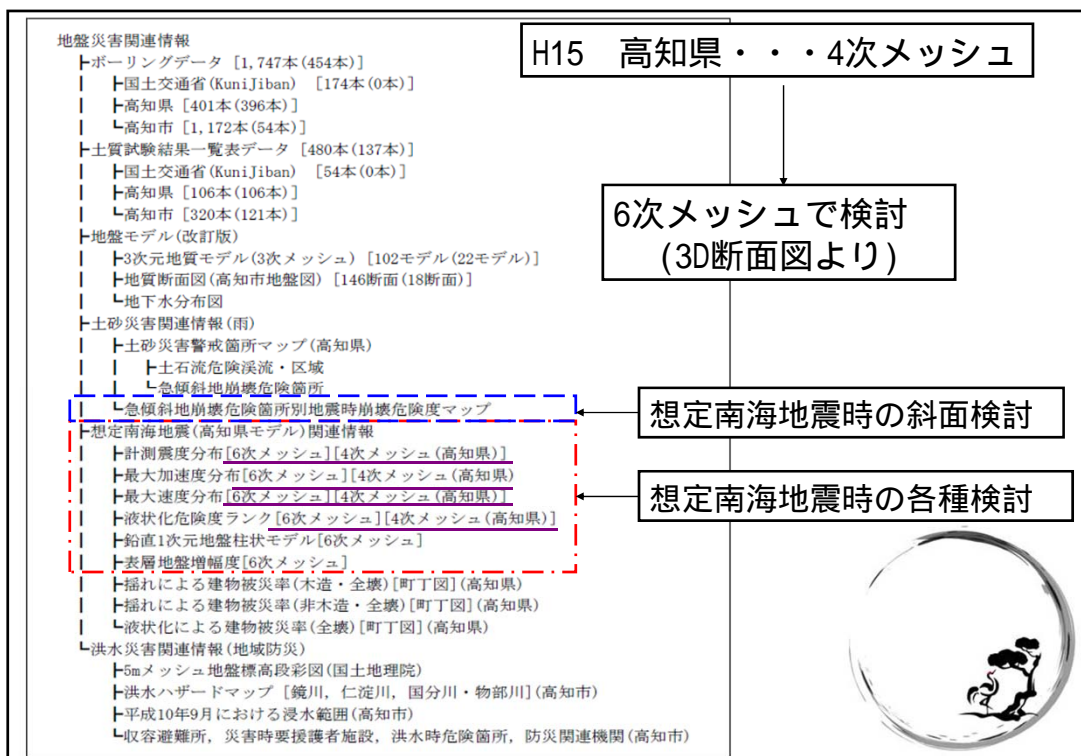 地盤災害関連情報
┣ボーリングデータ [1,747本(454本)]
┃ ┣国土交通省(KuniJiban) [174本(0本)]
┃ ┣高知県 [401本(396本)]
┃ ┗高知市 [1,172本(54本)]
┣土質試験結果一覧表データ [480本(137本)]
┃ ┣国土交通省(KuniJiban) [54本(0本)]
┃ ┣高知県 [106本(106本)]
┃ ┗高知市 [320本(121本)]
┣地盤モデル(改訂版)
┃ ┣3次元地質モデル(3次メッシュ) [102モデル(22モデル)]
┃ ┣地質断面図(高知市地盤図) [146断面(18断面)]
┃ ┗地下水分布図
┣土砂災害関連情報(雨)
┃ ┣土砂災害警戒箇所マップ(高知県)
┃ ┃ ┣土石流危険渓流・区域
┃ ┃ ┗急傾斜地崩壊危険箇所
┃ ┗急傾斜地崩壊危険箇所別地震時崩壊危険度マップ
┣想定南海地震(高知県モデル)関連情報
┃ ┣計測震度分布[6次メッシュ][4次メッシュ(高知県)]
┃ ┣最大加速度分布[6次メッシュ][4次メッシュ(高知県)
┃ ┣最大速度分布[6次メッシュ][4次メッシュ(高知県)]
┃ ┣液状化危険度ランク[6次メッシュ][4次メッシュ(高知県)]
┃ ┣鉛直1次元地盤柱状モデル[6次メッシュ]
┃ ┣表層地盤増幅度[6次メッシュ]
┃ ┣揺れによる建物被災率(木造・全壊)[町丁図](高知県)
┃ ┣揺れによる建物被災率(非木造・全壊)[町丁図](高知県)
┃ ┗液状化による建物被災率(全壊)[町丁図](高知県)
┗洪水災害関連情報(地域防災)
┣5mメッシュ地盤標高段彩図(国土地理院)
┣洪水ハザードマップ [鏡川, 仁淀川, 国分川・物部川](高知市)
┣平成10年9月における浸水範囲(高知市)
┗収容避難所, 災害時要援護者施設, 洪水時危険箇所, 防災関連機関(高知市)
H15 高知県・・・4次メッシュ
6次メッシュで検討
(3D断面図より)
想定南海地震時の斜面検討
想定南海地震時の各種検討